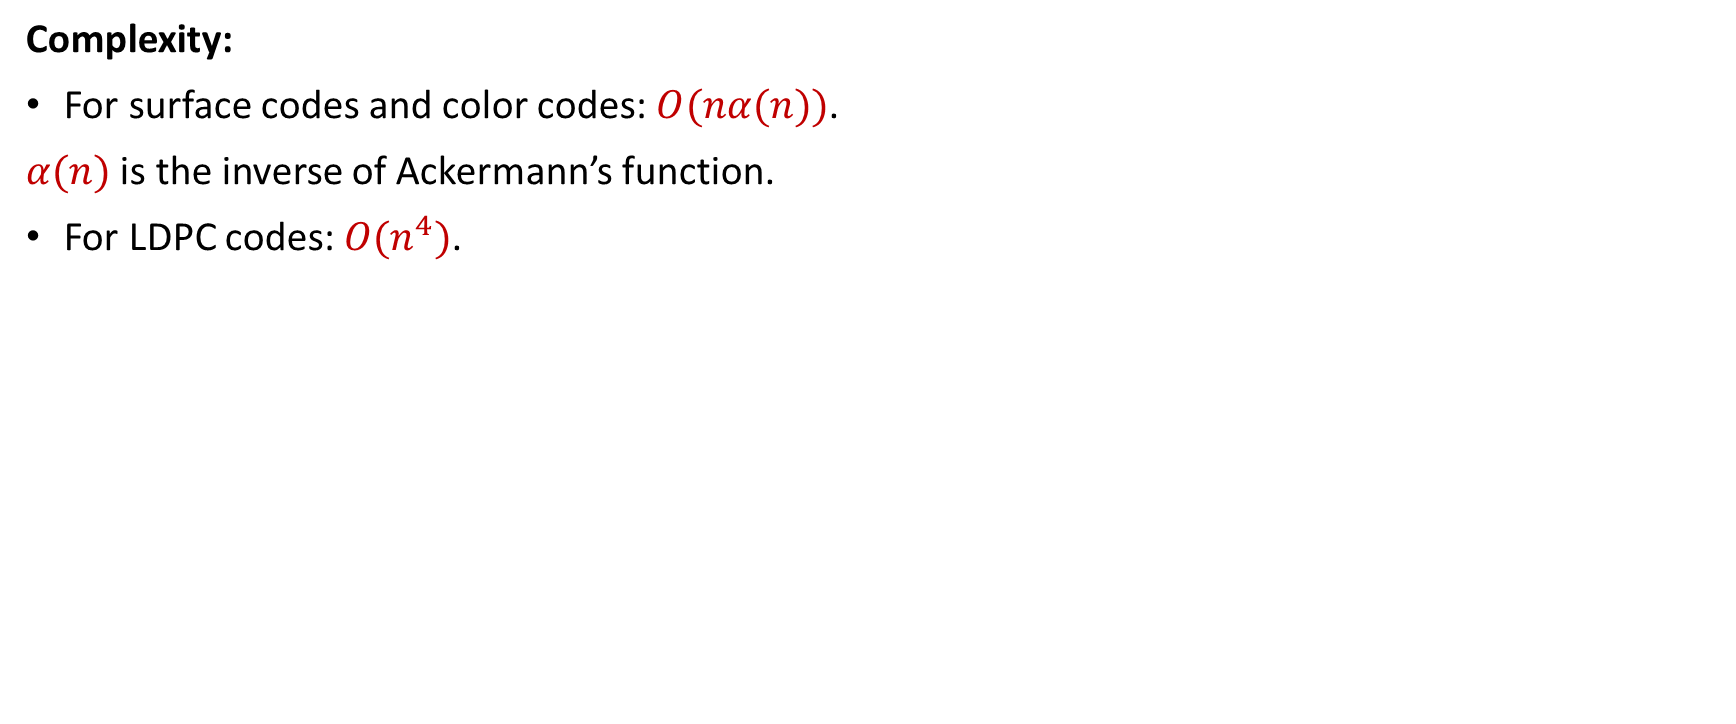 Complexity:
• For surface codes and color codes: 𝑂(𝑛𝛼(𝑛)).
𝛼(𝑛) is the inverse of Ackermann’s function.
• For LDPC codes: 𝑂(𝑛⁴).